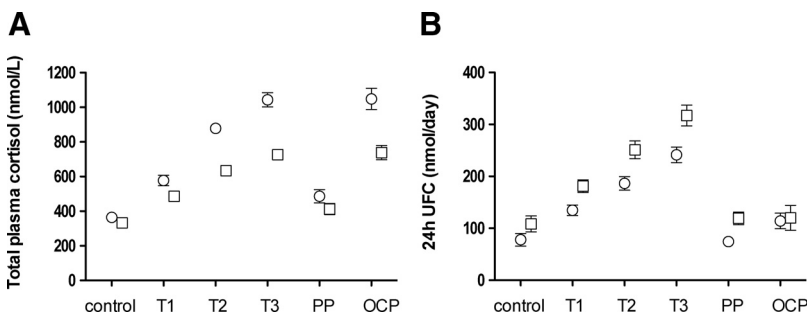 A
B
Total plasma cortisol (nmol/L)
1200
1000
800
600
400
200
0
control T1 T2 T3 PP OCP
24h UFC (nmol/day)
400
300
200
100
0
control T1 T2 T3 PP OCP